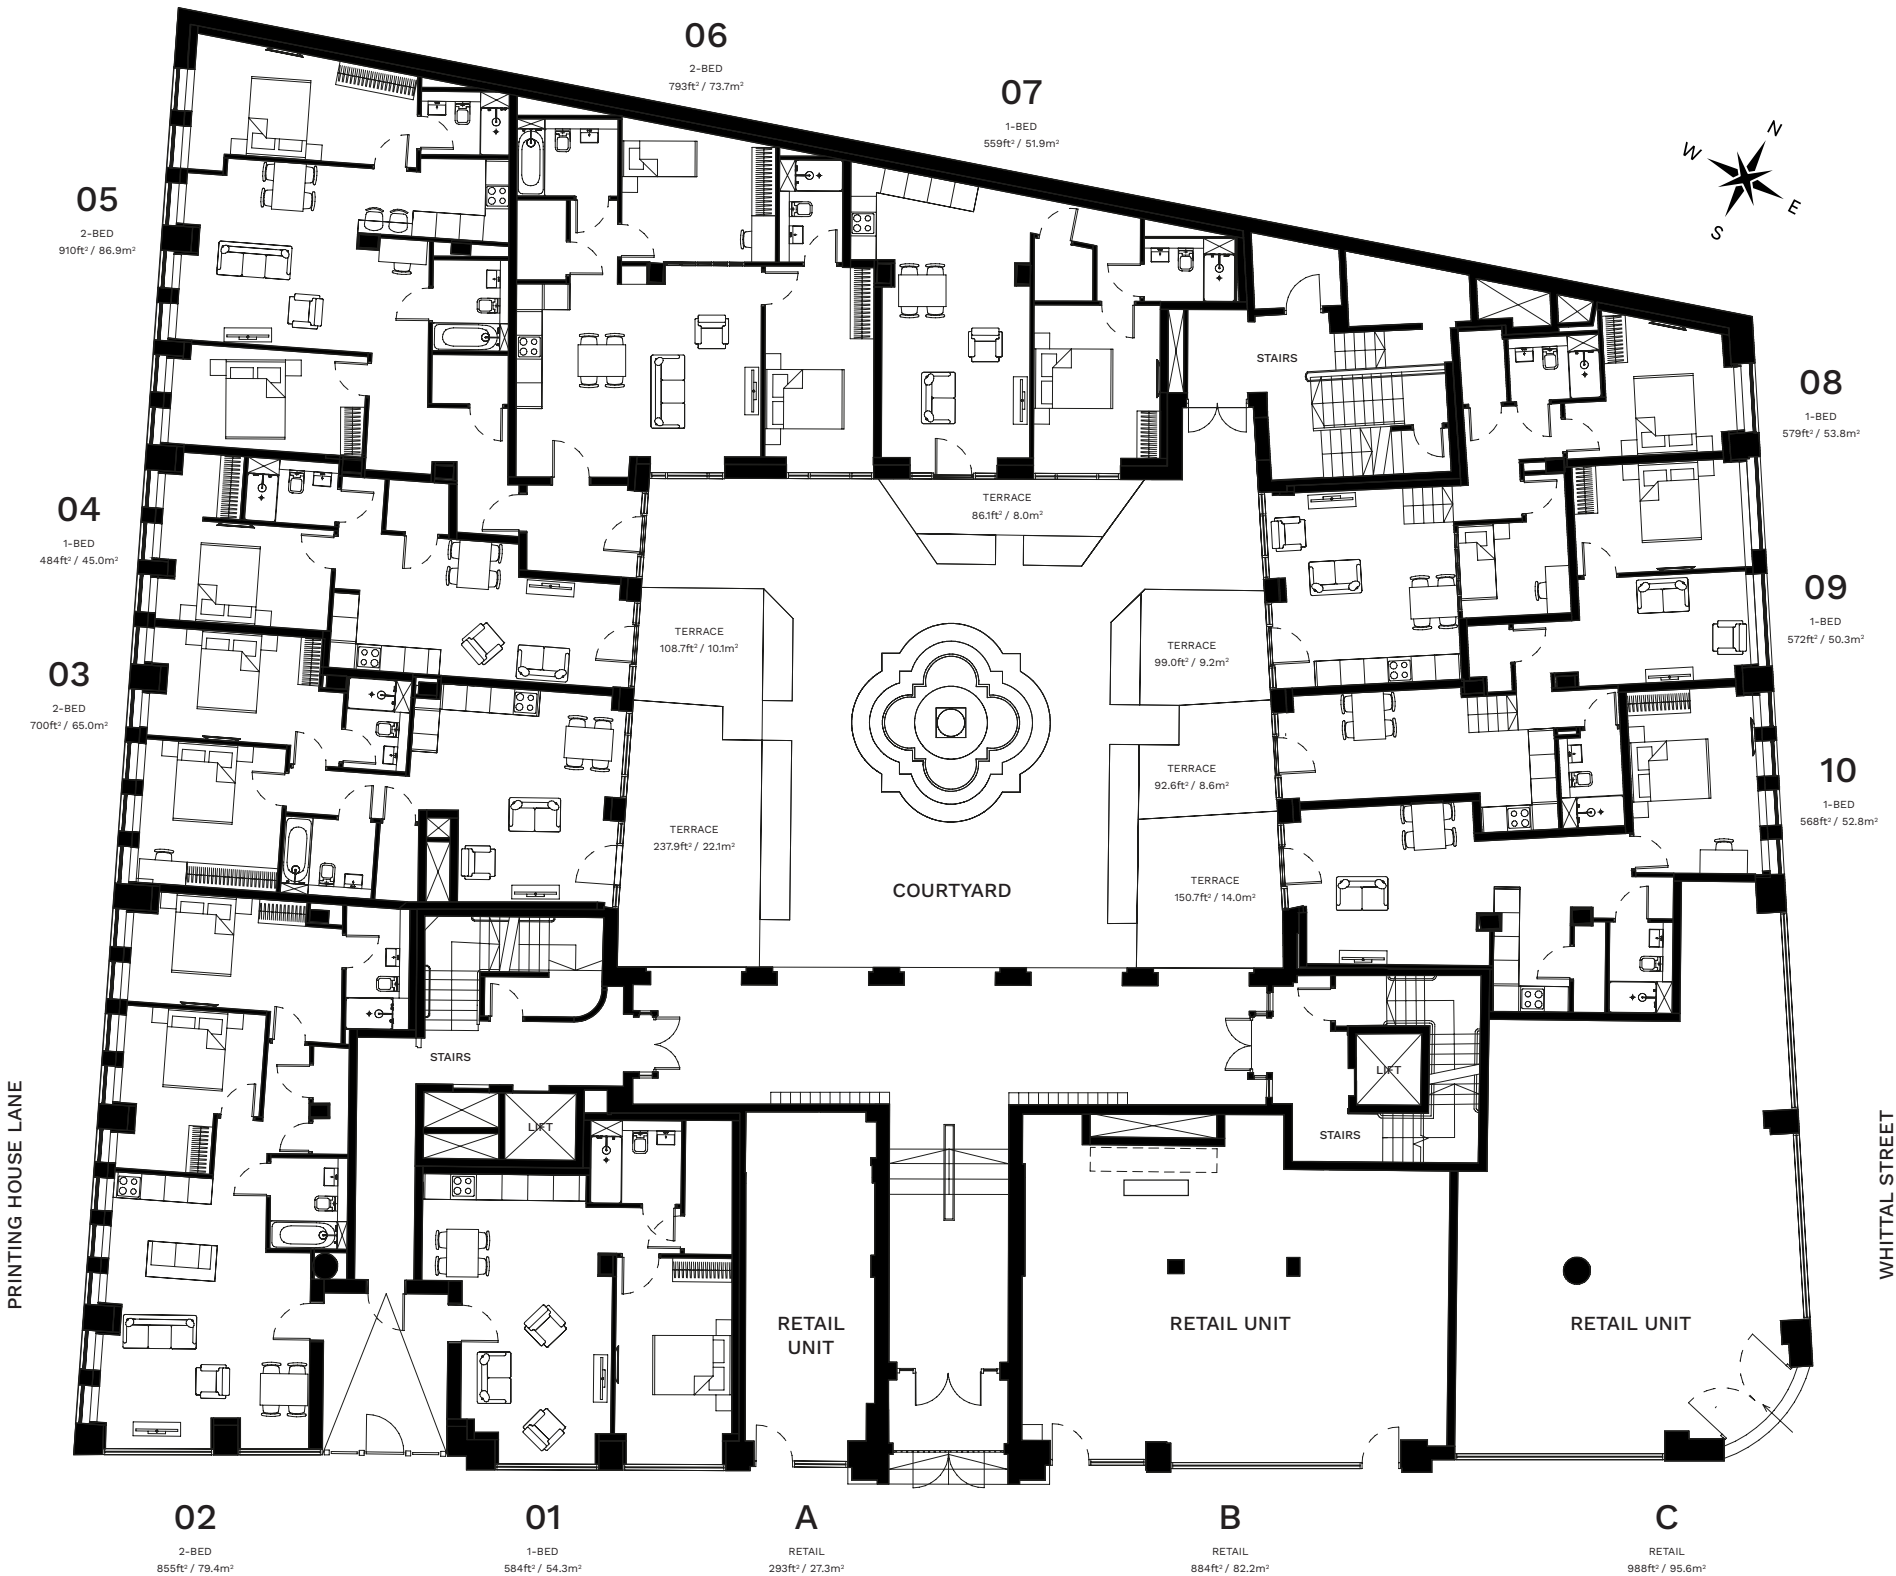 06
2-BED
793ft² / 73.7m²
07
1-BED
559ft² / 51.9m²
N
W
E
S
05
2-BED
910ft² / 86.9m²
STAIRS
08
1-BED
579ft² / 53.8m²
04
1-BED
484ft² / 45.0m²
TERRACE
86.1ft² / 8.0m²
09
1-BED
572ft² / 50.3m²
TERRACE
108.7ft² / 10.1m²
TERRACE
99.0ft² / 9.2m²
03
2-BED
700ft² / 65.0m²
TERRACE
92.6ft² / 8.6m²
10
1-BED
568ft² / 52.8m²
TERRACE
237.9ft² / 22.1m²
COURTYARD
TERRACE
150.7ft² / 14.0m²
STAIRS
LIFT
LIFT
STAIRS
PRINTING HOUSE LANE
WHITTAL STREET
RETAIL
UNIT
RETAIL UNIT
RETAIL UNIT
02
2-BED
855ft² / 79.4m²
01
1-BED
584ft² / 54.3m²
A
RETAIL
293ft² / 27.3m²
B
RETAIL
884ft² / 82.2m²
C
RETAIL
988ft² / 95.6m²